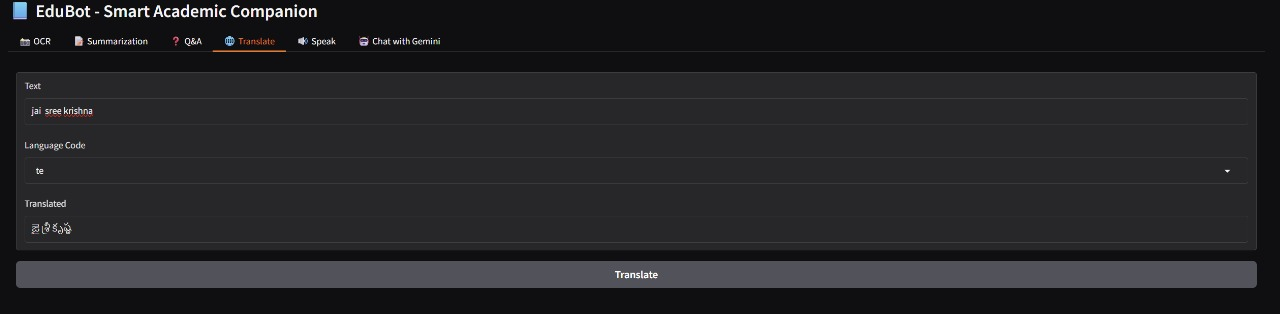 EduBot - Smart Academic Companion
OCR Summarization Q&A Translate Speak Chat with Gemini
Text
jai sree krishna
Language Code
te
Translated
జై శ్రీ కృష్ణ
Translate